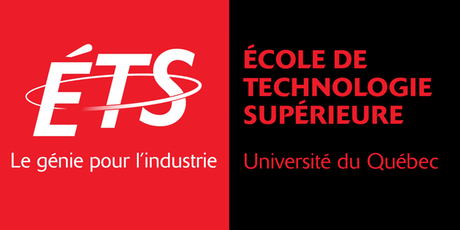 ÉTS
Le génie pour l'industrie
ÉCOLE DE
TECHNOLOGIE
SUPÉRIEURE
Université du Québec